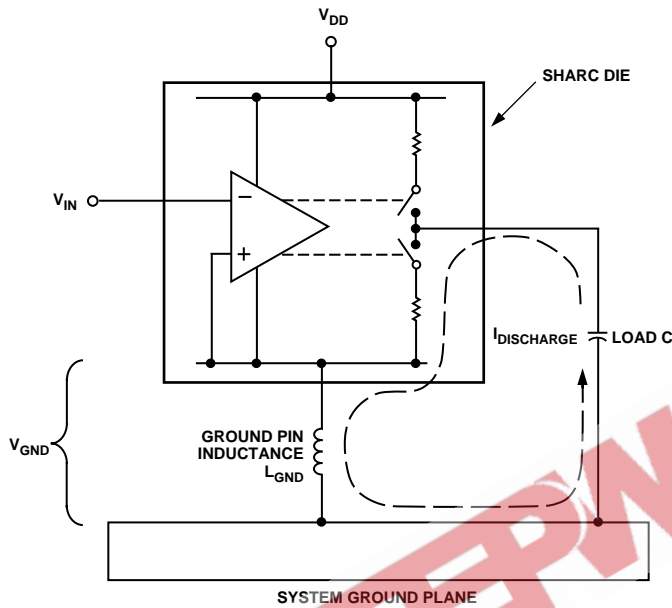 V_DD
SHARC DIE
V_IN
−
+
I_DISCHARGE
LOAD C
V_GND
GROUND PIN
INDUCTANCE
L_GND
SYSTEM GROUND PLANE